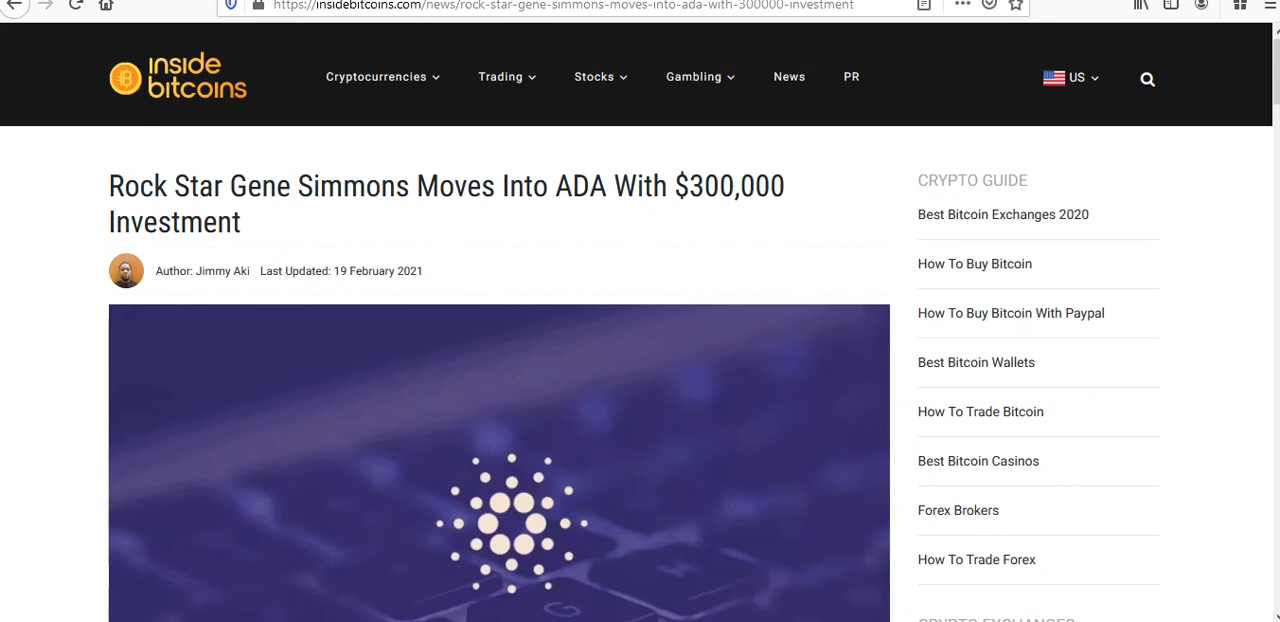 https://insidebitcoins.com/news/rock-star-gene-simmons-moves-into-ada-with-300000-investment
inside
bitcoins
Cryptocurrencies Trading Stocks Gambling News PR US
Rock Star Gene Simmons Moves Into ADA With $300,000
Investment
Author: Jimmy Aki Last Updated: 19 February 2021
CRYPTO GUIDE
Best Bitcoin Exchanges 2020
How To Buy Bitcoin
How To Buy Bitcoin With Paypal
Best Bitcoin Wallets
How To Trade Bitcoin
Best Bitcoin Casinos
Forex Brokers
How To Trade Forex
CRYPTO EXCHANGES